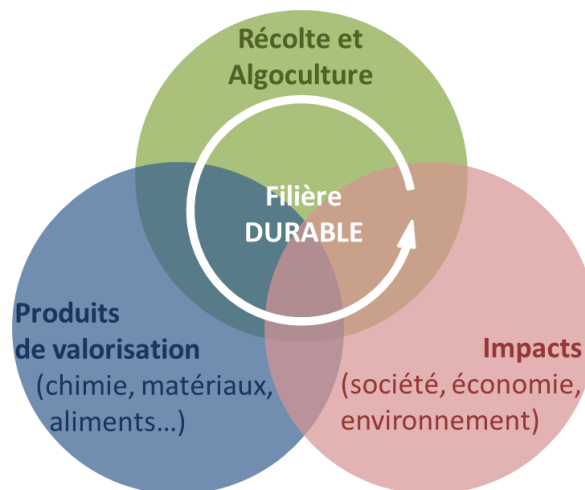 Récolte et
Algoculture
Filière
DURABLE
Produits
de valorisation
(chimie, matériaux,
aliments...)
Impacts
(société, économie,
environnement)